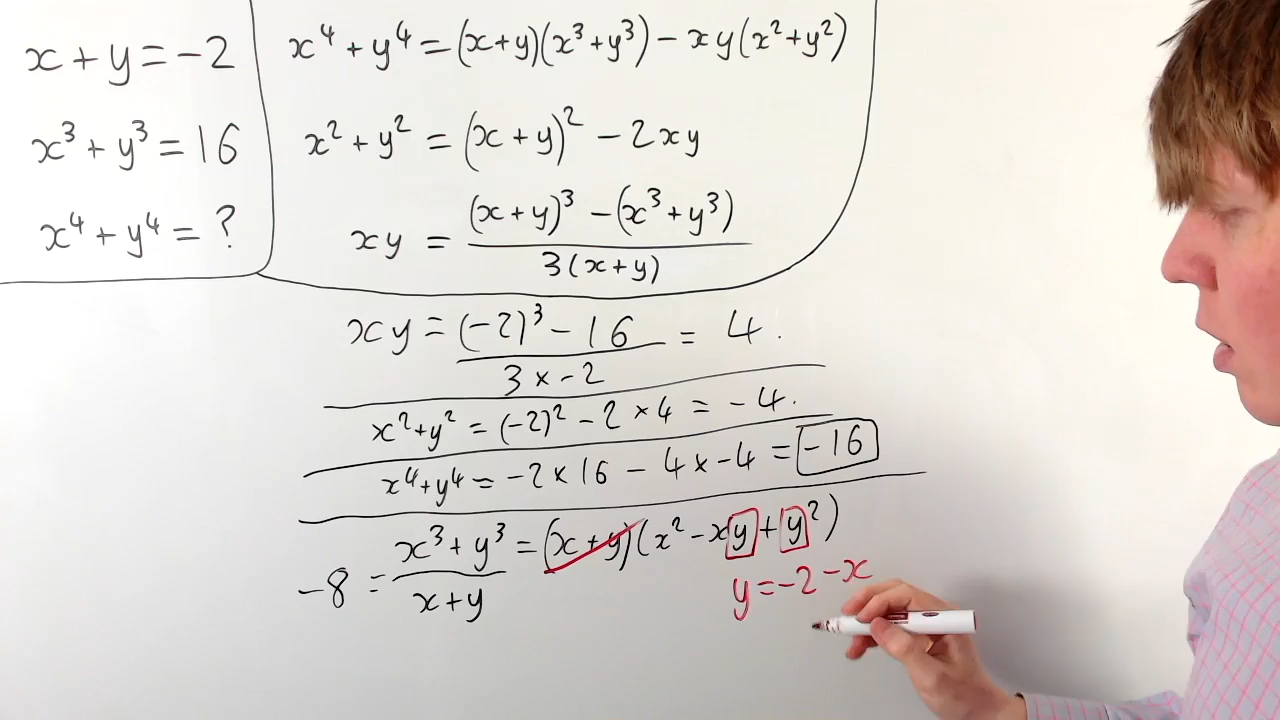 x + y = -2
x³ + y³ = 16
x⁴ + y⁴ = ?
x⁴ + y⁴ = (x+y)(x³+y³) - xy(x²+y²)
x² + y² = (x + y)² - 2xy
xy = (x+y)³ - (x³+y³)
3(x+y)
xy = (-2)³ - 16 = 4.
3 × -2
x²+y² = (-2)² - 2 × 4 = -4.
x⁴+y⁴ = -2 × 16 - 4 × -4 = -16
-8 = x³ + y³ = (x+y)(x² - xy + y²)
x+y
y = -2 - x